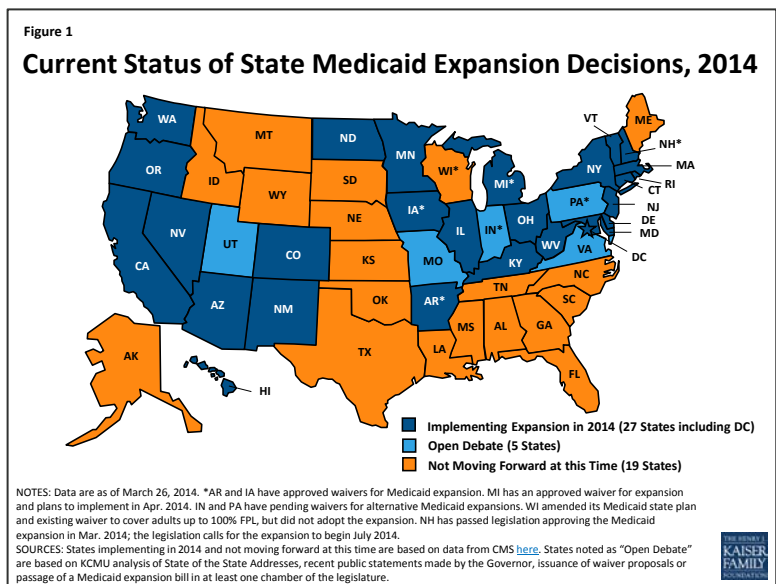 Figure 1
Current Status of State Medicaid Expansion Decisions, 2014
WA
OR
CA
NV
ID
MT
WY
UT
AZ
CO
NM
ND
SD
NE
KS
OK
TX
MN
IA*
MO
AR*
LA
WI*
IL
MI*
IN*
OH
KY
TN
MS
AL
GA
FL
SC
NC
VA
WV
PA*
NY
VT
ME
NH*
MA
RI
CT
NJ
DE
MD
DC
AK
HI
Implementing Expansion in 2014 (27 States including DC)
Open Debate (5 States)
Not Moving Forward at this Time (19 States)
NOTES: Data are as of March 26, 2014. *AR and IA have approved waivers for Medicaid expansion. MI has an approved waiver for expansion
and plans to implement in Apr. 2014. IN and PA have pending waivers for alternative Medicaid expansions. WI amended its Medicaid state plan
and existing waiver to cover adults up to 100% FPL, but did not adopt the expansion. NH has passed legislation approving the Medicaid
expansion in Mar. 2014; the legislation calls for the expansion to begin July 2014.
SOURCES: States implementing in 2014 and not moving forward at this time are based on data from CMS here. States noted as “Open Debate”
are based on KCMU analysis of State of the State Addresses, recent public statements made by the Governor, issuance of waiver proposals or
passage of a Medicaid expansion bill in at least one chamber of the legislature.
THE HENRY J.
KAISER
FAMILY
FOUNDATION